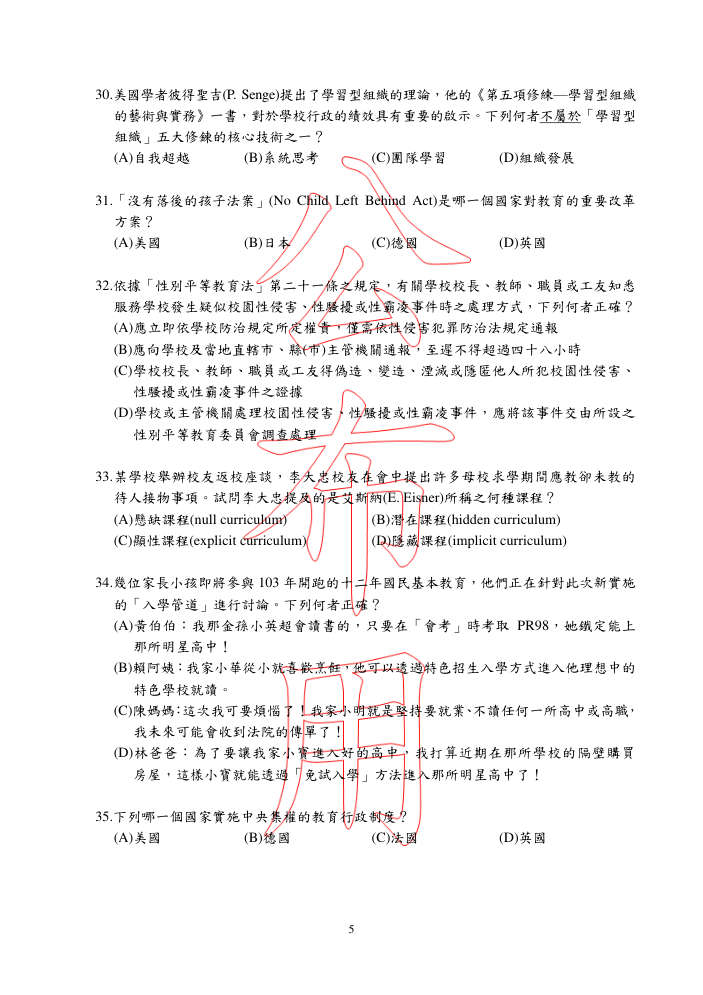 30.美國學者彼得聖吉(P. Senge)提出了學習型組織的理論，他的《第五項修練—學習型組織
的藝術與實務》一書，對於學校行政的績效具有重要的啟示。下列何者不屬於「學習型
組織」五大修鍊的核心技術之一？
(A)自我超越 (B)系統思考 (C)團隊學習 (D)組織發展
31.「沒有落後的孩子法案」(No Child Left Behind Act)是哪一個國家對教育的重要改革
方案？
(A)美國 (B)日本 (C)德國 (D)英國
32.依據「性別平等教育法」第二十一條之規定，有關學校校長、教師、職員或工友知悉
服務學校發生疑似校園性侵害、性騷擾或性霸凌事件時之處理方式，下列何者正確？
(A)應立即依學校防治規定所定權責，僅需依性侵害犯罪防治法規定通報
(B)應向學校及當地直轄市、縣(市)主管機關通報，至遲不得超過四十八小時
(C)學校校長、教師、職員或工友得偽造、變造、湮滅或隱匿他人所犯校園性侵害、
性騷擾或性霸凌事件之證據
(D)學校或主管機關處理校園性侵害、性騷擾或性霸凌事件，應將該事件交由所設之
性別平等教育委員會調查處理
33.某學校舉辦校友返校座談，李大忠校友在會中提出許多母校求學期間應教卻未教的
待人接物事項。試問李大忠提及的是艾斯納(E. Eisner)所稱之何種課程？
(A)懸缺課程(null curriculum) (B)潛在課程(hidden curriculum)
(C)顯性課程(explicit curriculum) (D)隱藏課程(implicit curriculum)
34.幾位家長小孩即將參與 103 年開跑的十二年國民基本教育，他們正在針對此次新實施
的「入學管道」進行討論。下列何者正確？
(A)黃伯伯：我那金孫小英超會讀書的，只要在「會考」時考取 PR98，她鐵定能上
那所明星高中！
(B)賴阿姨：我家小華從小就喜歡烹飪，他可以透過特色招生入學方式進入他理想中的
特色學校就讀。
(C)陳媽媽：這次我可要煩惱了！我家小明就是堅持要就業、不讀任何一所高中或高職，
我未來可能會收到法院的傳單了！
(D)林爸爸：為了要讓我家小寶進入好的高中，我打算近期在那所學校的隔壁購買
房屋，這樣小寶就能透過「免試入學」方法進入那所明星高中了！
35.下列哪一個國家實施中央集權的教育行政制度？
(A)美國 (B)德國 (C)法國 (D)英國
5
公
布
用